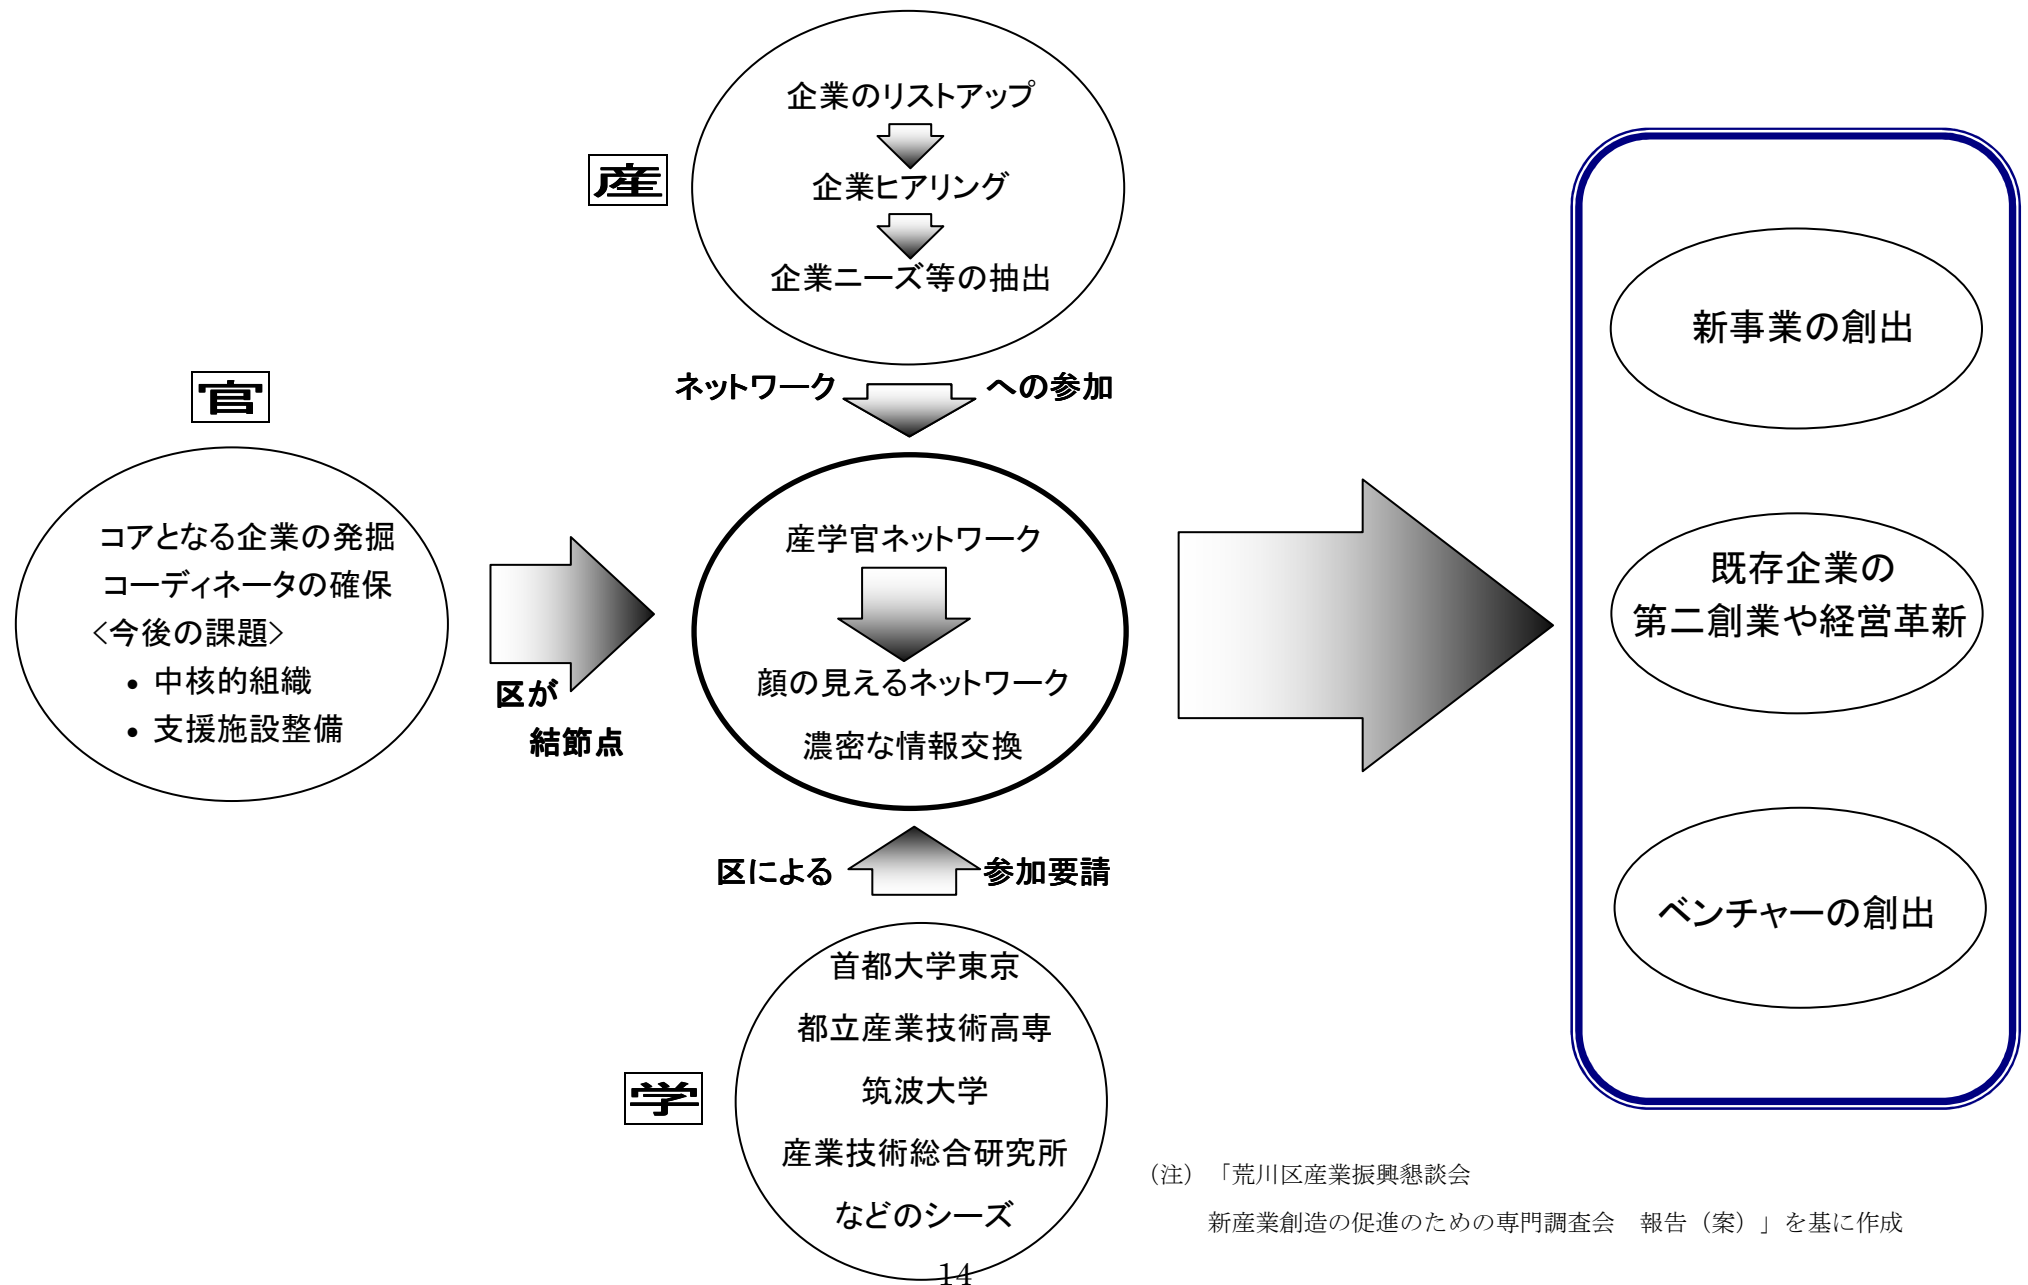 産
企業のリストアップ
企業ヒアリング
企業ニーズ等の抽出
ネットワーク への参加
官
コアとなる企業の発掘
コーディネータの確保
<今後の課題>
• 中核的組織
• 支援施設整備
区が
結節点
産学官ネットワーク
顔の見えるネットワーク
濃密な情報交換
区による 参加要請
学
首都大学東京
都立産業技術高専
筑波大学
産業技術総合研究所
などのシーズ
新事業の創出
既存企業の
第二創業や経営革新
ベンチャーの創出
（注）「荒川区産業振興懇談会
新産業創造の促進のための専門調査会　報告（案）」を基に作成
14